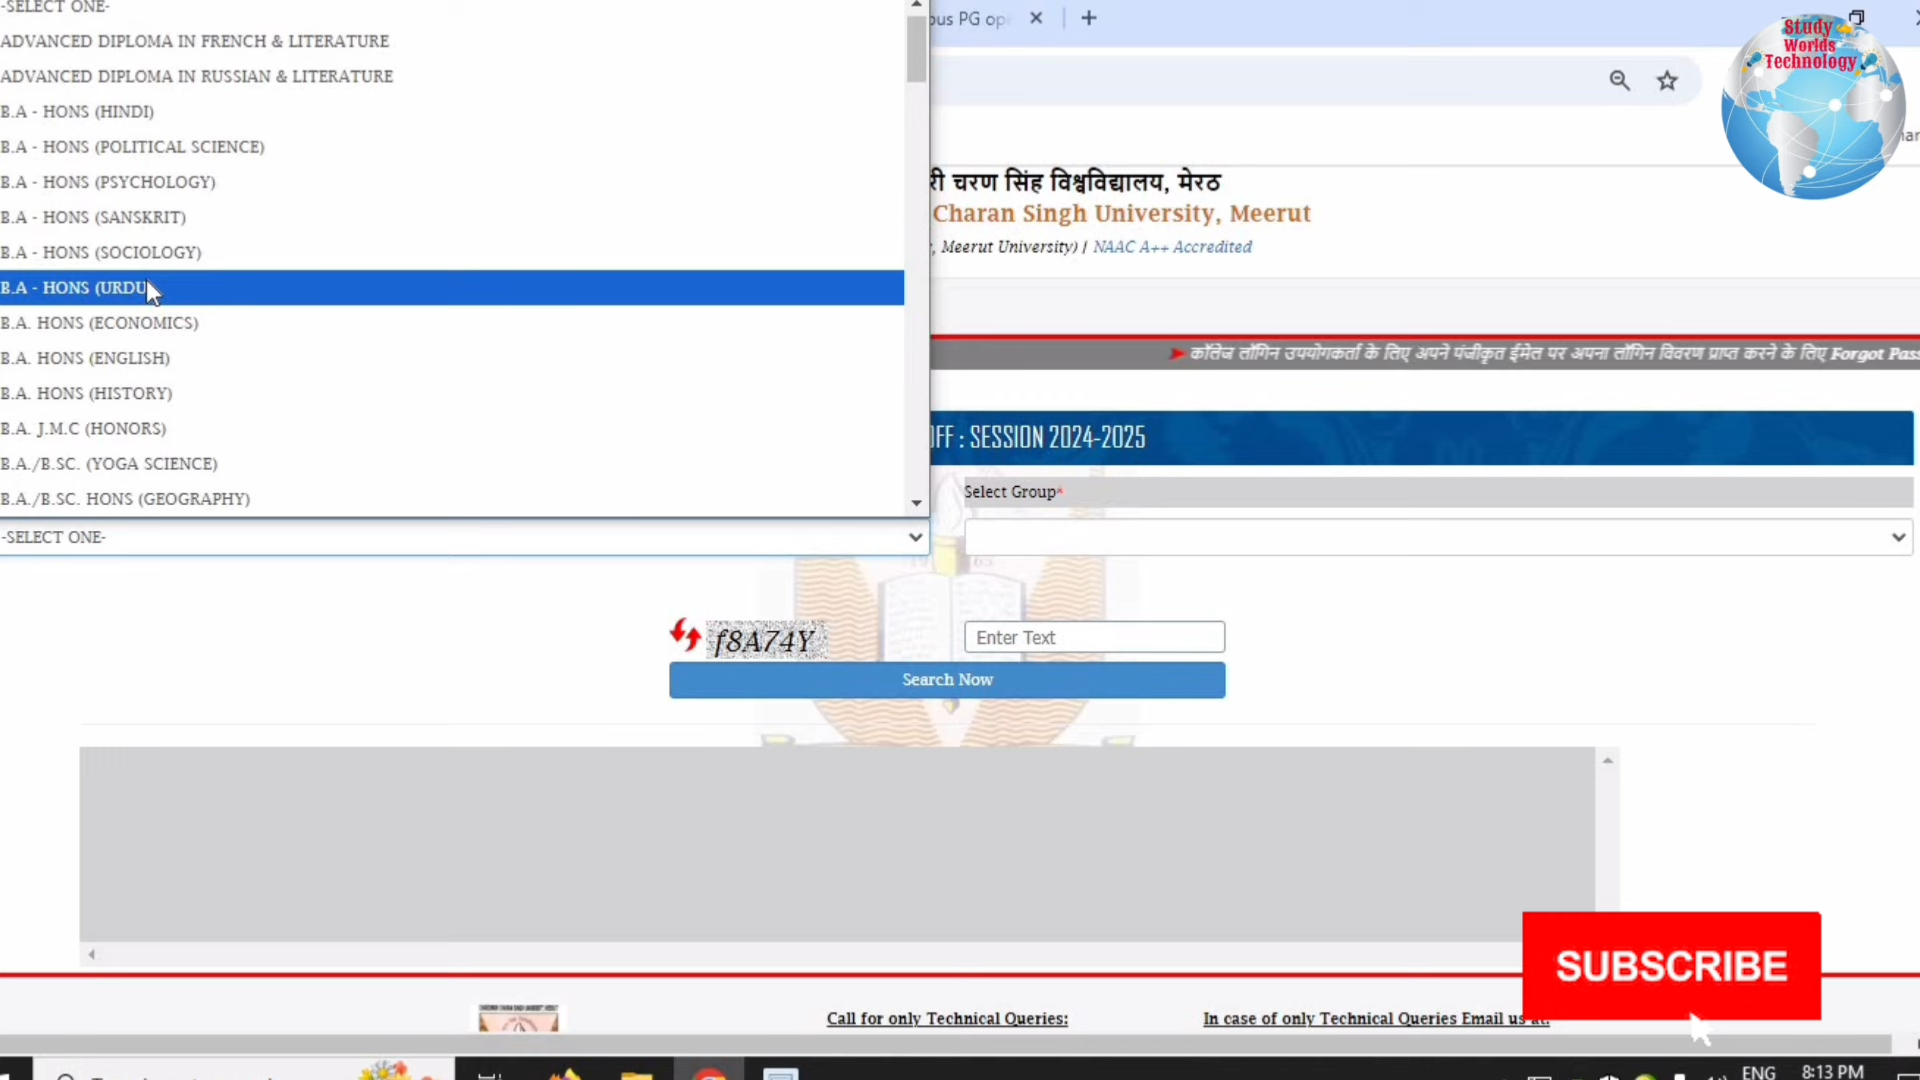 -SELECT ONE-
ADVANCED DIPLOMA IN FRENCH & LITERATURE
ADVANCED DIPLOMA IN RUSSIAN & LITERATURE
B.A - HONS (HINDI)
B.A - HONS (POLITICAL SCIENCE)
B.A - HONS (PSYCHOLOGY)
B.A - HONS (SANSKRIT)
B.A - HONS (SOCIOLOGY)
B.A - HONS (URDU
B.A. HONS (ECONOMICS)
B.A. HONS (ENGLISH)
B.A. HONS (HISTORY)
B.A. J.M.C (HONORS)
B.A./B.SC. (YOGA SCIENCE)
B.A./B.SC. HONS (GEOGRAPHY)
-SELECT ONE-
PG op
Study
Worlds
Technology
चरण सिंह विश्वविद्यालय, मेरठ
Charan Singh University, Meerut
, Meerut University) | NAAC A++ Accredited
कॉलेज लॉगिन उपयोगकर्ता के लिए अपने पंजीकृत ईमेल पर अपना लॉगिन विवरण प्राप्त करने के लिए Forgot Pass
: SESSION 2024-2025
Select Group*
f8A74Y
Enter Text
Search Now
SUBSCRIBE
Call for only Technical Queries:
In case of only Technical Queries Email us at:
ENG
8:13 PM